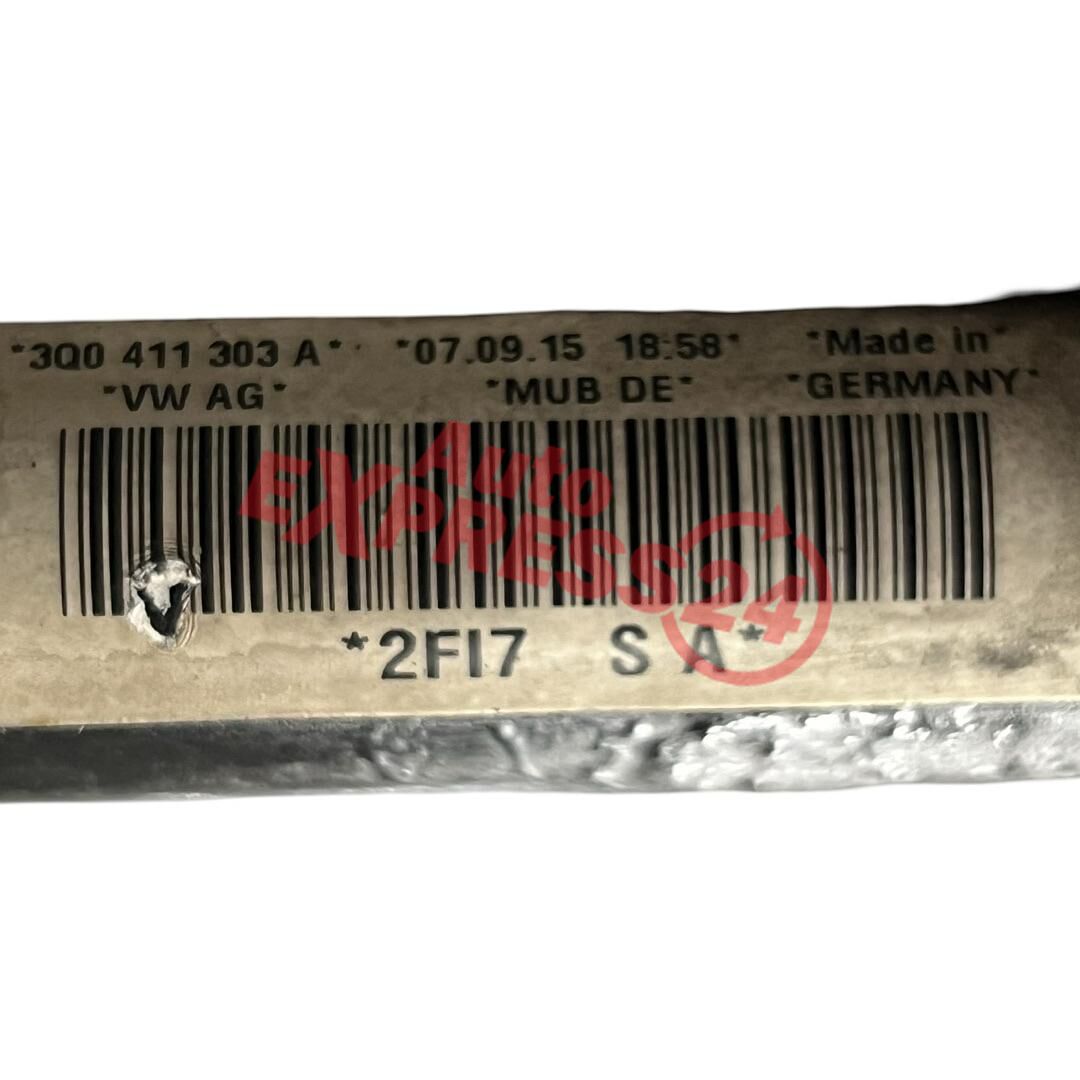 *3Q0 411 303 A* *07.09.15 18:58* *Made in*
*VW AG* *MUB DE* *GERMANY*
Auto
EXPRESS24
*2FI7 S A*